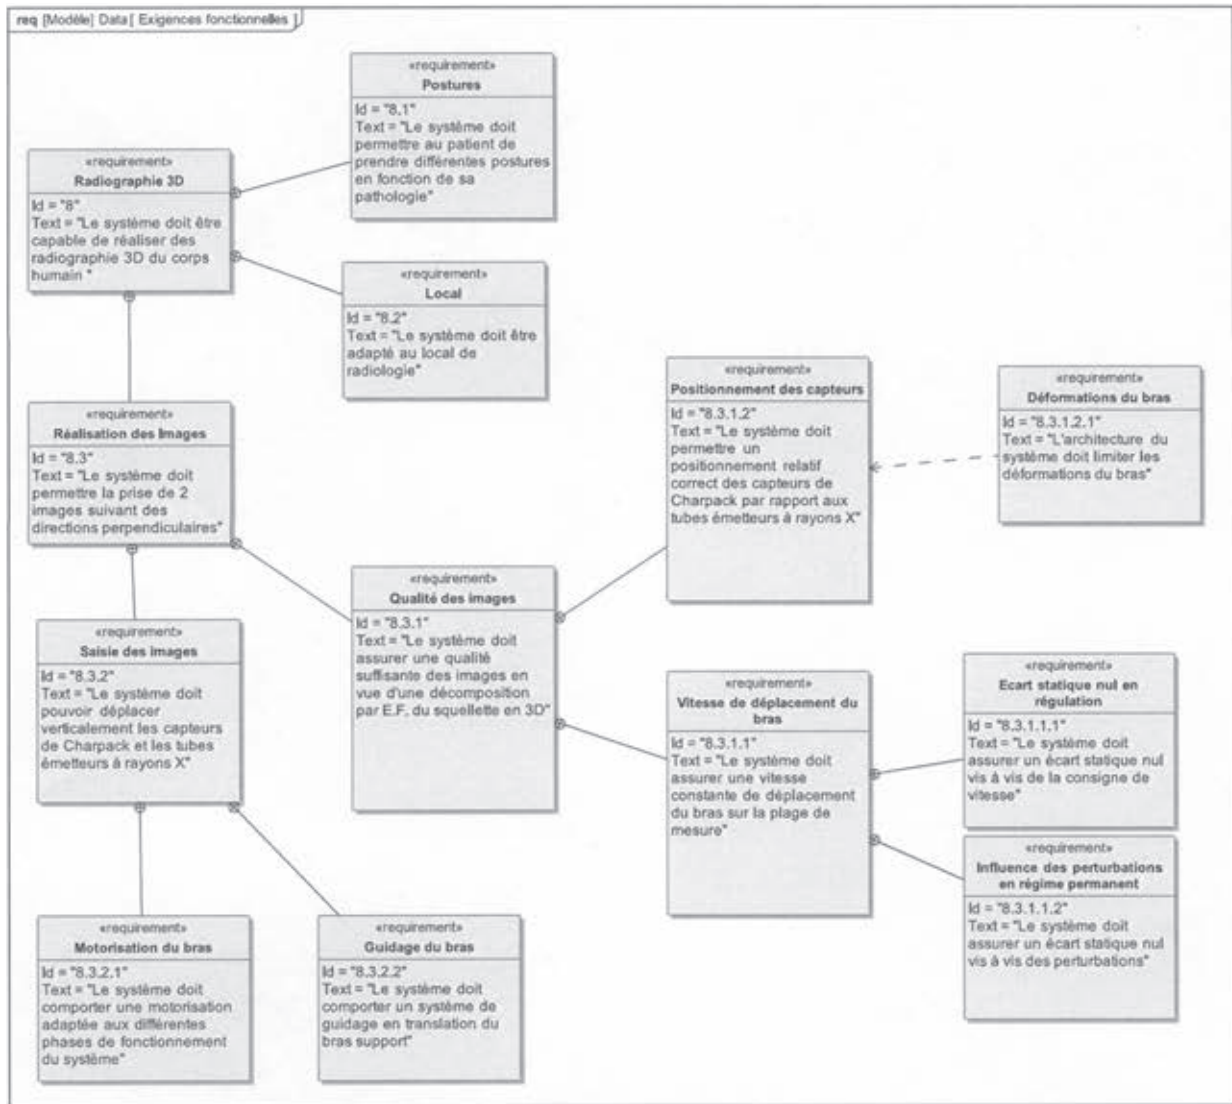 req [Modèle] Data [ Exigences fonctionnelles ]
«requirement»
Postures
Id = "8.1"
Text = "Le système doit
permettre au patient de
prendre différentes postures
en fonction de sa
pathologie"
«requirement»
Radiographie 3D
Id = "8"
Text = "Le système doit être
capable de réaliser des
radiographie 3D du corps
humain "
«requirement»
Local
Id = "8.2"
Text = "Le système doit être
adapté au local de
radiologie"
«requirement»
Réalisation des Images
Id = "8.3"
Text = "Le système doit
permettre la prise de 2
images suivant des
directions perpendiculaires"
«requirement»
Positionnement des capteurs
Id = "8.3.1.2"
Text = "Le système doit
permettre un
positionnement relatif
correct des capteurs de
Charpack par rapport aux
tubes émetteurs à rayons X"
«requirement»
Déformations du bras
Id = "8.3.1.2.1"
Text = "L'architecture du
système doit limiter les
déformations du bras"
«requirement»
Qualité des images
Id = "8.3.1"
Text = "Le système doit
assurer une qualité
suffisante des images en
vue d'une décomposition
par E.F. du squellette en 3D"
«requirement»
Saisie des images
Id = "8.3.2"
Text = "Le système doit
pouvoir déplacer
verticalement les capteurs
de Charpack et les tubes
émetteurs à rayons X"
«requirement»
Vitesse de déplacement du
bras
Id = "8.3.1.1"
Text = "Le système doit
assurer une vitesse
constante de déplacement
du bras sur la plage de
mesure"
«requirement»
Ecart statique nul en
régulation
Id = "8.3.1.1.1"
Text = "Le système doit
assurer un écart statique nul
vis à vis de la consigne de
vitesse"
«requirement»
Influence des perturbations
en régime permanent
Id = "8.3.1.1.2"
Text = "Le système doit
assurer un écart statique nul
vis à vis des perturbations"
«requirement»
Motorisation du bras
Id = "8.3.2.1"
Text = "Le système doit
comporter une motorisation
adaptée aux différentes
phases de fonctionnement
du système"
«requirement»
Guidage du bras
Id = "8.3.2.2"
Text = "Le système doit
comporter un système de
guidage en translation du
bras support"